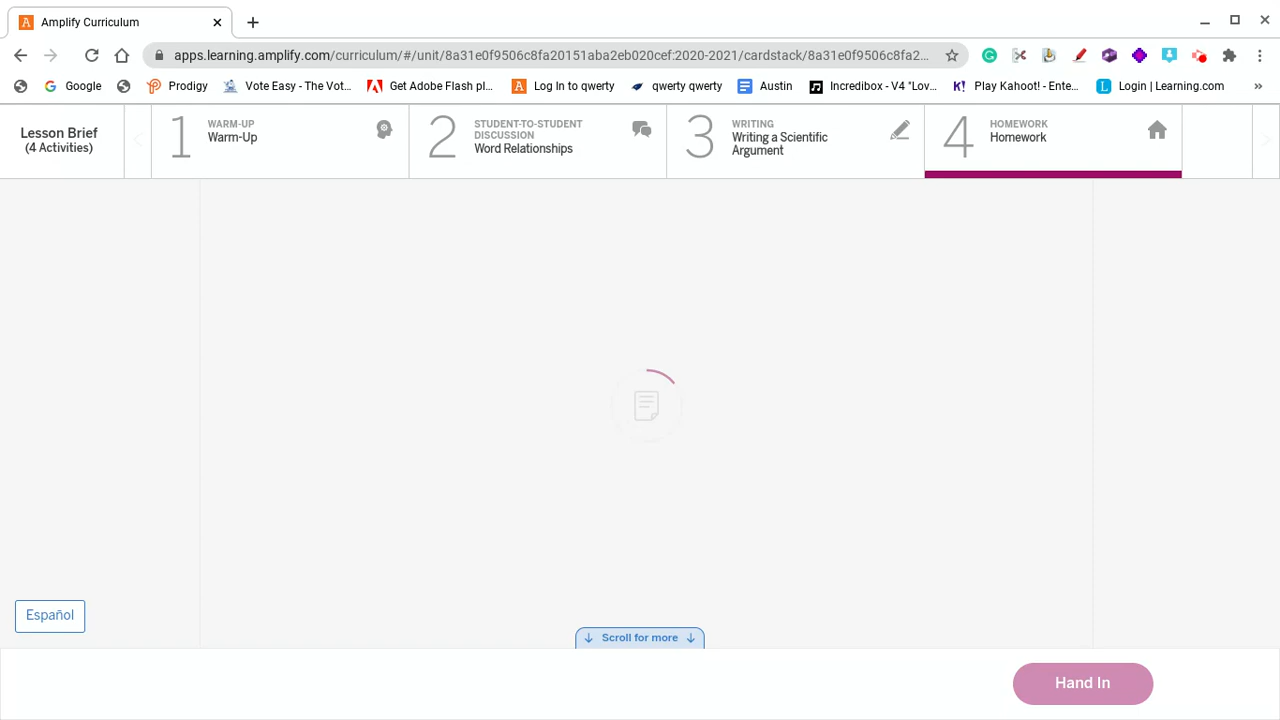 Amplify Curriculum
apps.learning.amplify.com/curriculum/#/unit/8a31e0f9506c8fa20151aba2eb020cef:2020-2021/cardstack/8a31e0f9506c8fa2...
Google
Prodigy
Vote Easy - The Vot...
Get Adobe Flash pl...
Log In to qwerty
qwerty qwerty
Austin
Incredibox - V4 "Lov...
K! Play Kahoot! - Ente...
Login | Learning.com
»
Lesson Brief
(4 Activities)
1
WARM-UP
Warm-Up
2
STUDENT-TO-STUDENT
DISCUSSION
Word Relationships
3
WRITING
Writing a Scientific
Argument
4
HOMEWORK
Homework
Español
Scroll for more
Hand In